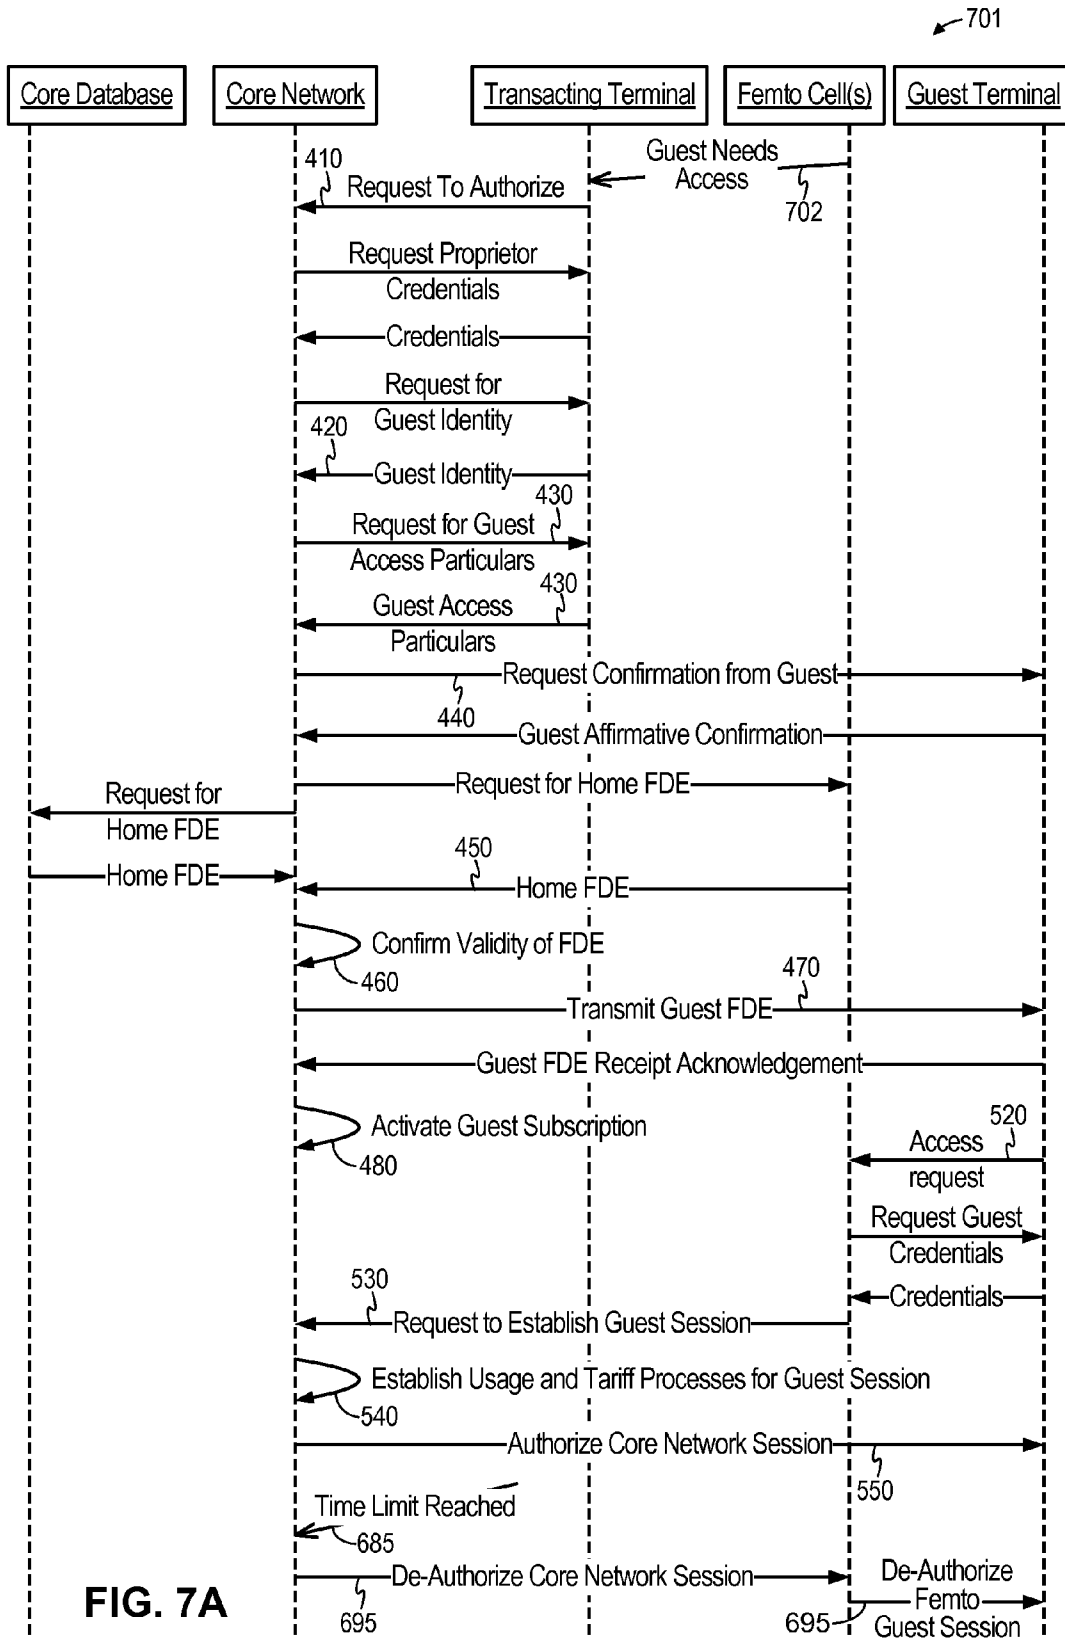 701
Core Database
Core Network
Transacting Terminal
Femto Cell(s)
Guest Terminal
Guest Needs
Access
702
410
Request To Authorize
Request Proprietor
Credentials
Credentials
Request for
Guest Identity
420
Guest Identity
430
Request for Guest
Access Particulars
430
Guest Access
Particulars
Request Confirmation from Guest
440
Guest Affirmative Confirmation
Request for Home FDE
Request for
Home FDE
Home FDE
450
Home FDE
Confirm Validity of FDE
460
470
Transmit Guest FDE
Guest FDE Receipt Acknowledgement
Activate Guest Subscription
480
520
Access
request
Request Guest
Credentials
Credentials
530
Request to Establish Guest Session
Establish Usage and Tariff Processes for Guest Session
540
Authorize Core Network Session
550
Time Limit Reached
685
De-Authorize Core Network Session
695
De-Authorize
Femto
Guest Session
695
FIG. 7A